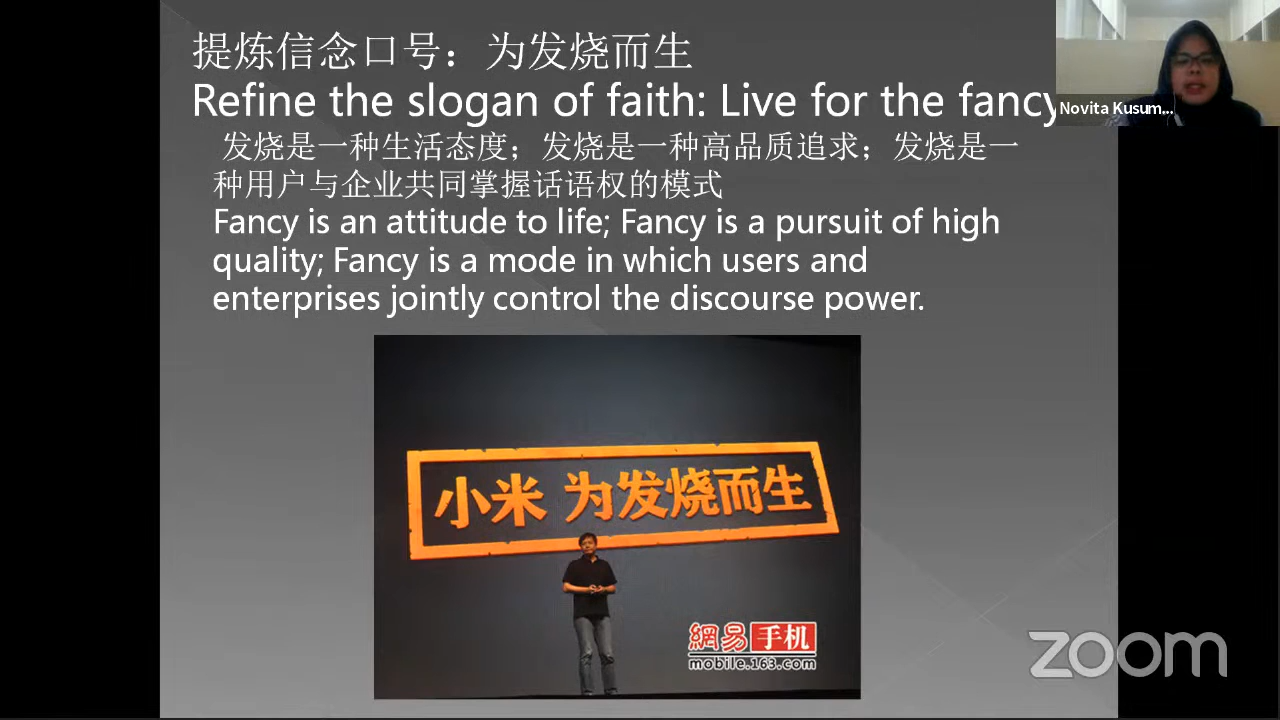 提炼信念口号：为发烧而生
Refine the slogan of faith: Live for the fancy
发烧是一种生活态度；发烧是一种高品质追求；发烧是一
种用户与企业共同掌握话语权的模式
Fancy is an attitude to life; Fancy is a pursuit of high
quality; Fancy is a mode in which users and
enterprises jointly control the discourse power.
Novita Kusum...
小米 为发烧而生
網易 手机
mobile.163.com
zoom